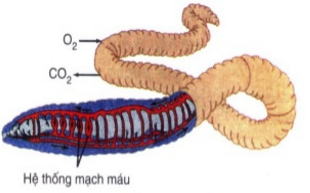 O₂
CO₂
Hệ thống mạch máu